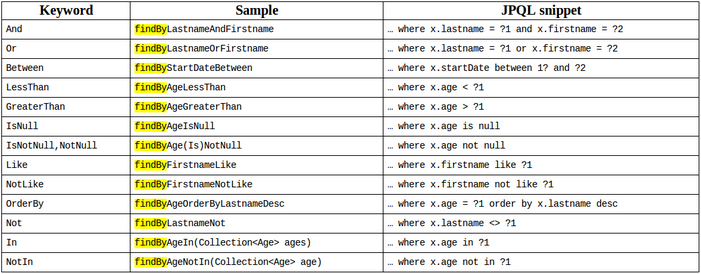 Keyword Sample JPQL snippet
And findByLastnameAndFirstname … where x.lastname = ?1 and x.firstname = ?2
Or findByLastnameOrFirstname … where x.lastname = ?1 or x.firstname = ?2
Between findByStartDateBetween … where x.startDate between 1? and ?2
LessThan findByAgeLessThan … where x.age < ?1
GreaterThan findByAgeGreaterThan … where x.age > ?1
IsNull findByAgeIsNull … where x.age is null
IsNotNull,NotNull findByAge(Is)NotNull … where x.age not null
Like findByFirstnameLike … where x.firstname like ?1
NotLike findByFirstnameNotLike … where x.firstname not like ?1
OrderBy findByAgeOrderByLastnameDesc … where x.age = ?1 order by x.lastname desc
Not findByLastnameNot … where x.lastname <> ?1
In findByAgeIn(Collection<Age> ages) … where x.age in ?1
NotIn findByAgeNotIn(Collection<Age> age) … where x.age not in ?1